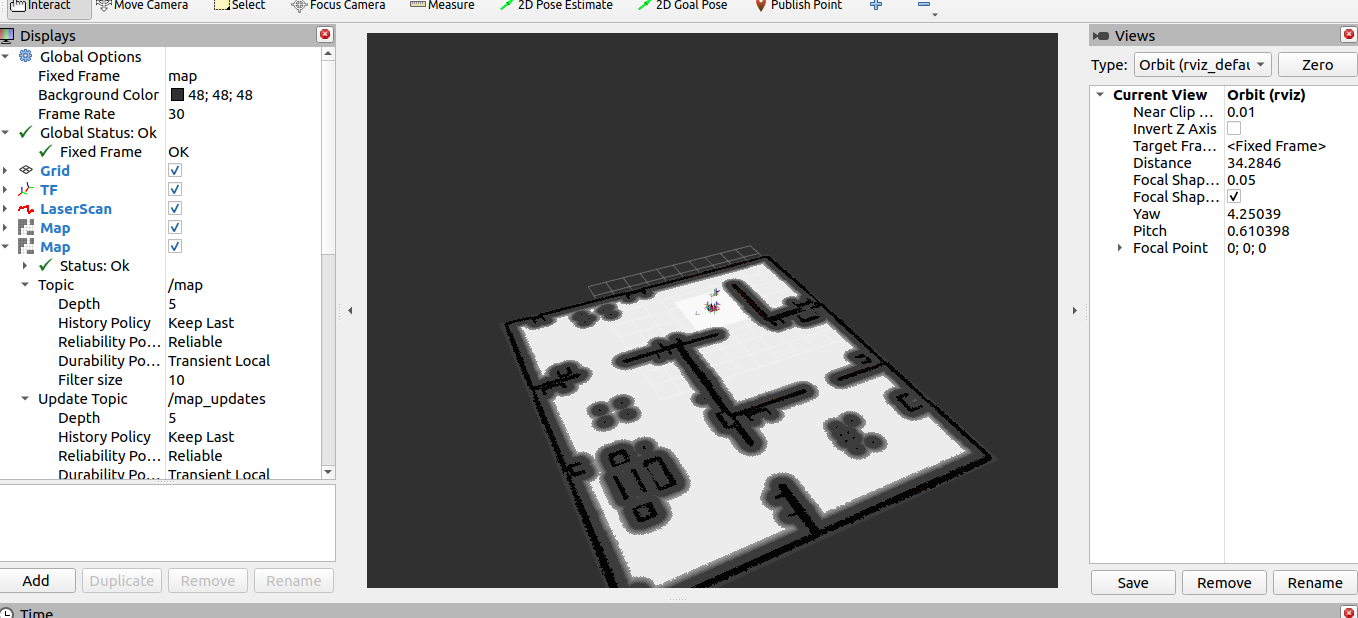 Interact Move Camera Select Focus Camera Measure 2D Pose Estimate 2D Goal Pose Publish Point
Displays
Global Options
Fixed Frame map
Background Color 48; 48; 48
Frame Rate 30
Global Status: Ok
Fixed Frame OK
Grid
TF
LaserScan
Map
Map
Status: Ok
Topic /map
Depth 5
History Policy Keep Last
Reliability Po... Reliable
Durability Po... Transient Local
Filter size 10
Update Topic /map_updates
Depth 5
History Policy Keep Last
Reliability Po... Reliable
Durability Po... Transient Local
Add Duplicate Remove Rename
Views
Type: Orbit (rviz_defau Zero
Current View Orbit (rviz)
Near Clip ... 0.01
Invert Z Axis
Target Fra... <Fixed Frame>
Distance 34.2846
Focal Shap... 0.05
Focal Shap...
Yaw 4.25039
Pitch 0.610398
Focal Point 0; 0; 0
Save Remove Rename
Time